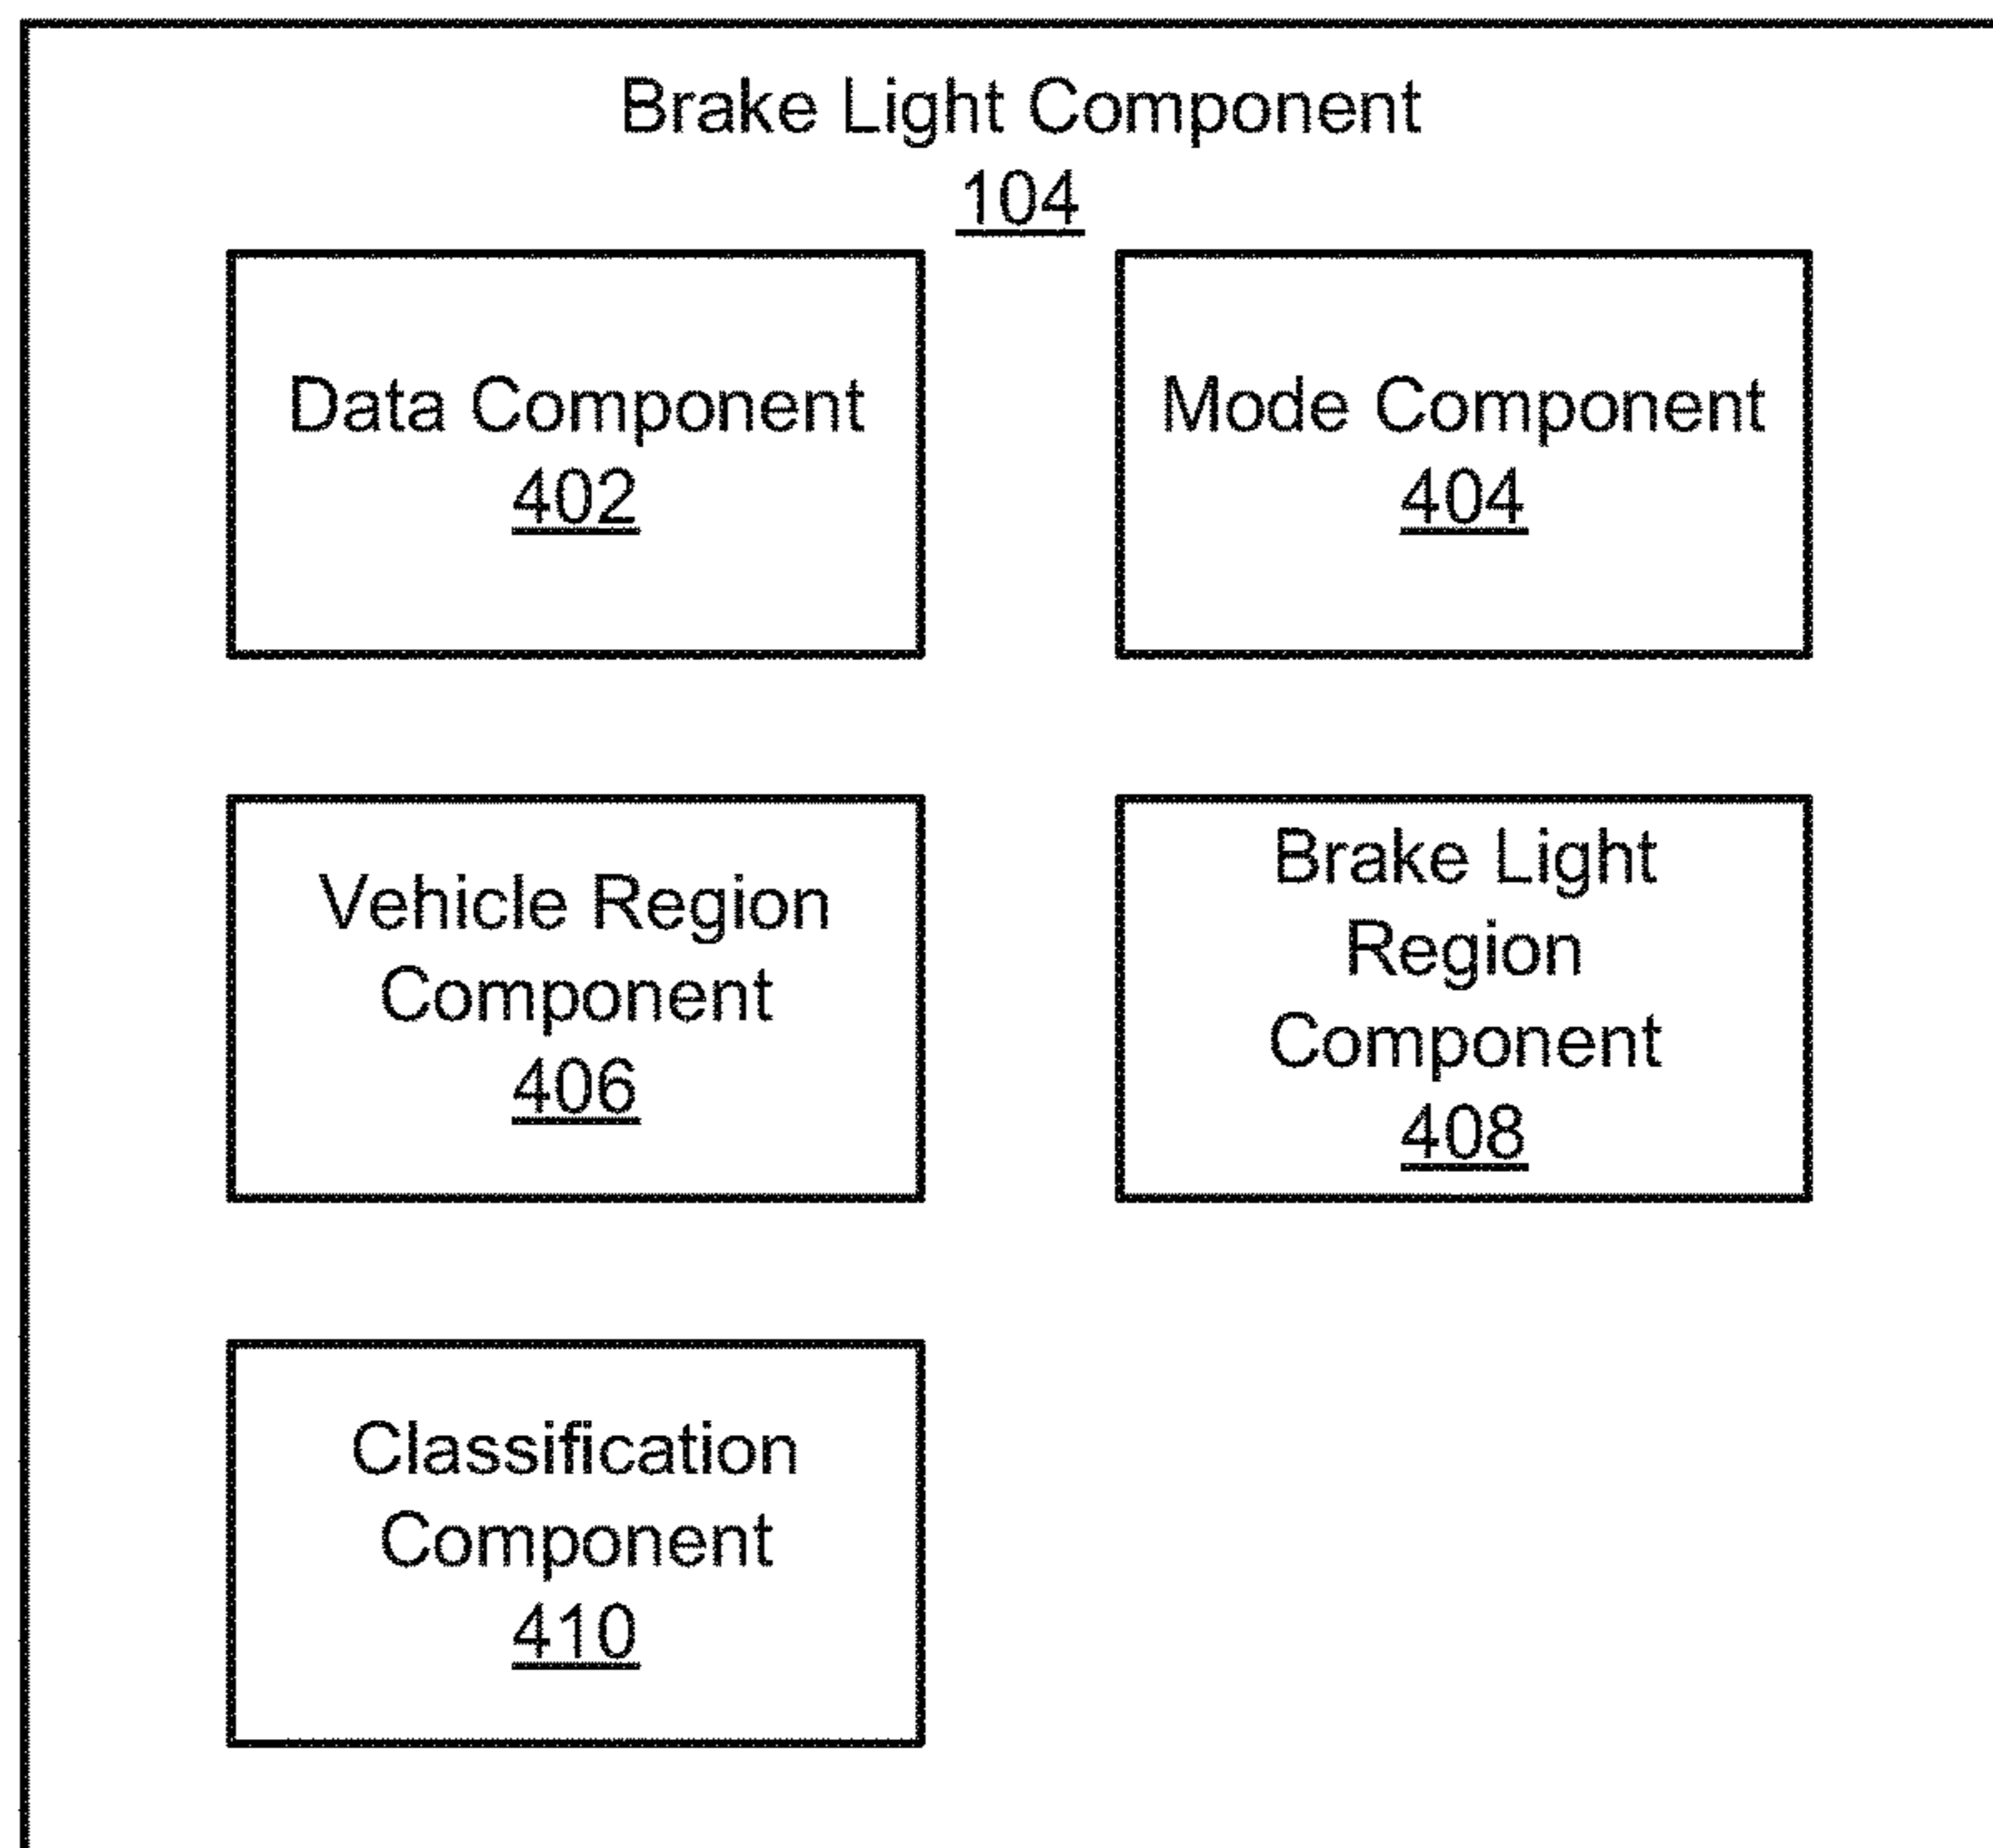 Brake Light Component
104
Data Component
402
Mode Component
404
Vehicle Region
Component
406
Brake Light
Region
Component
408
Classification
Component
410